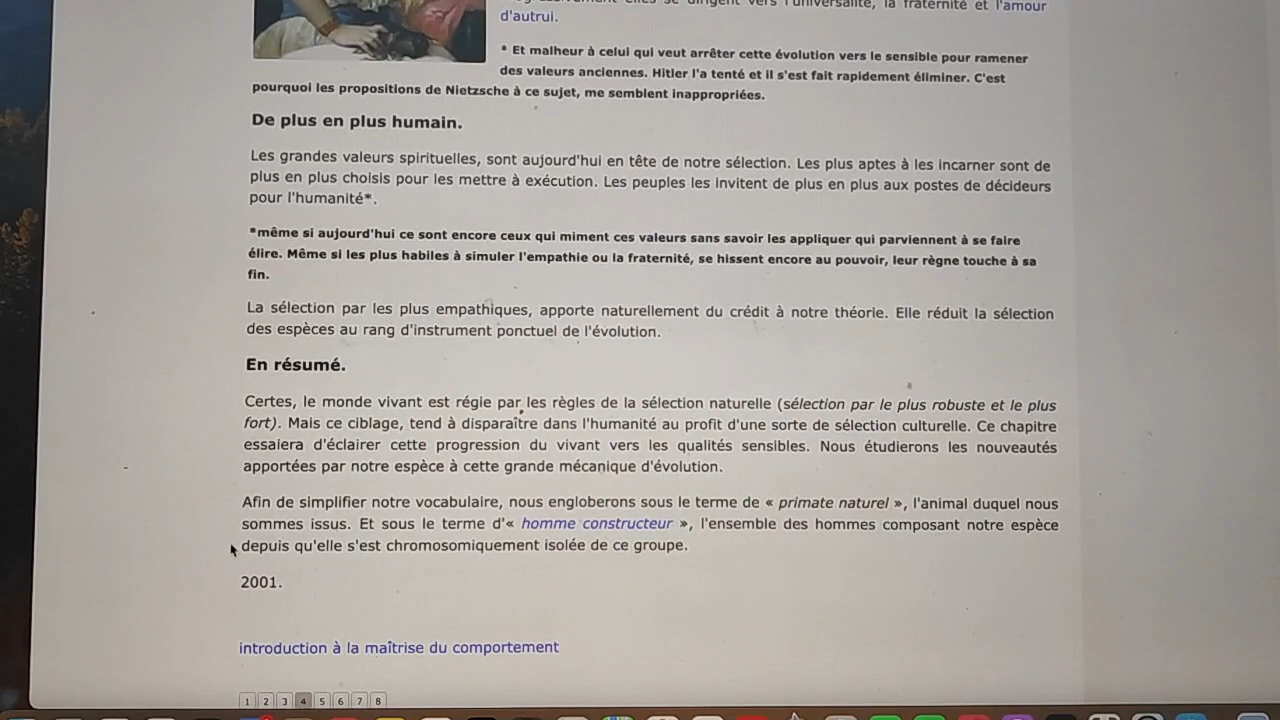 elles se dirigent vers l'universalité, la fraternité et l'amour
d'autrui.
* Et malheur à celui qui veut arrêter cette évolution vers le sensible pour ramener
des valeurs anciennes. Hitler l'a tenté et il s'est fait rapidement éliminer. C'est
pourquoi les propositions de Nietzsche à ce sujet, me semblent inappropriées.
De plus en plus humain.
Les grandes valeurs spirituelles, sont aujourd'hui en tête de notre sélection. Les plus aptes à les incarner sont de
plus en plus choisis pour les mettre à exécution. Les peuples les invitent de plus en plus aux postes de décideurs
pour l'humanité*.
*même si aujourd'hui ce sont encore ceux qui miment ces valeurs sans savoir les appliquer qui parviennent à se faire
élire. Même si les plus habiles à simuler l'empathie ou la fraternité, se hissent encore au pouvoir, leur règne touche à sa
fin.
La sélection par les plus empathiques, apporte naturellement du crédit à notre théorie. Elle réduit la sélection
des espèces au rang d'instrument ponctuel de l'évolution.
En résumé.
Certes, le monde vivant est régie par les règles de la sélection naturelle (sélection par le plus robuste et le plus
fort). Mais ce ciblage, tend à disparaître dans l'humanité au profit d'une sorte de sélection culturelle. Ce chapitre
essaiera d'éclairer cette progression du vivant vers les qualités sensibles. Nous étudierons les nouveautés
apportées par notre espèce à cette grande mécanique d'évolution.
Afin de simplifier notre vocabulaire, nous engloberons sous le terme de « primate naturel », l'animal duquel nous
sommes issus. Et sous le terme d'« homme constructeur », l'ensemble des hommes composant notre espèce
depuis qu'elle s'est chromosomiquement isolée de ce groupe.
2001.
introduction à la maîtrise du comportement
1 2 3 4 5 6 7 8